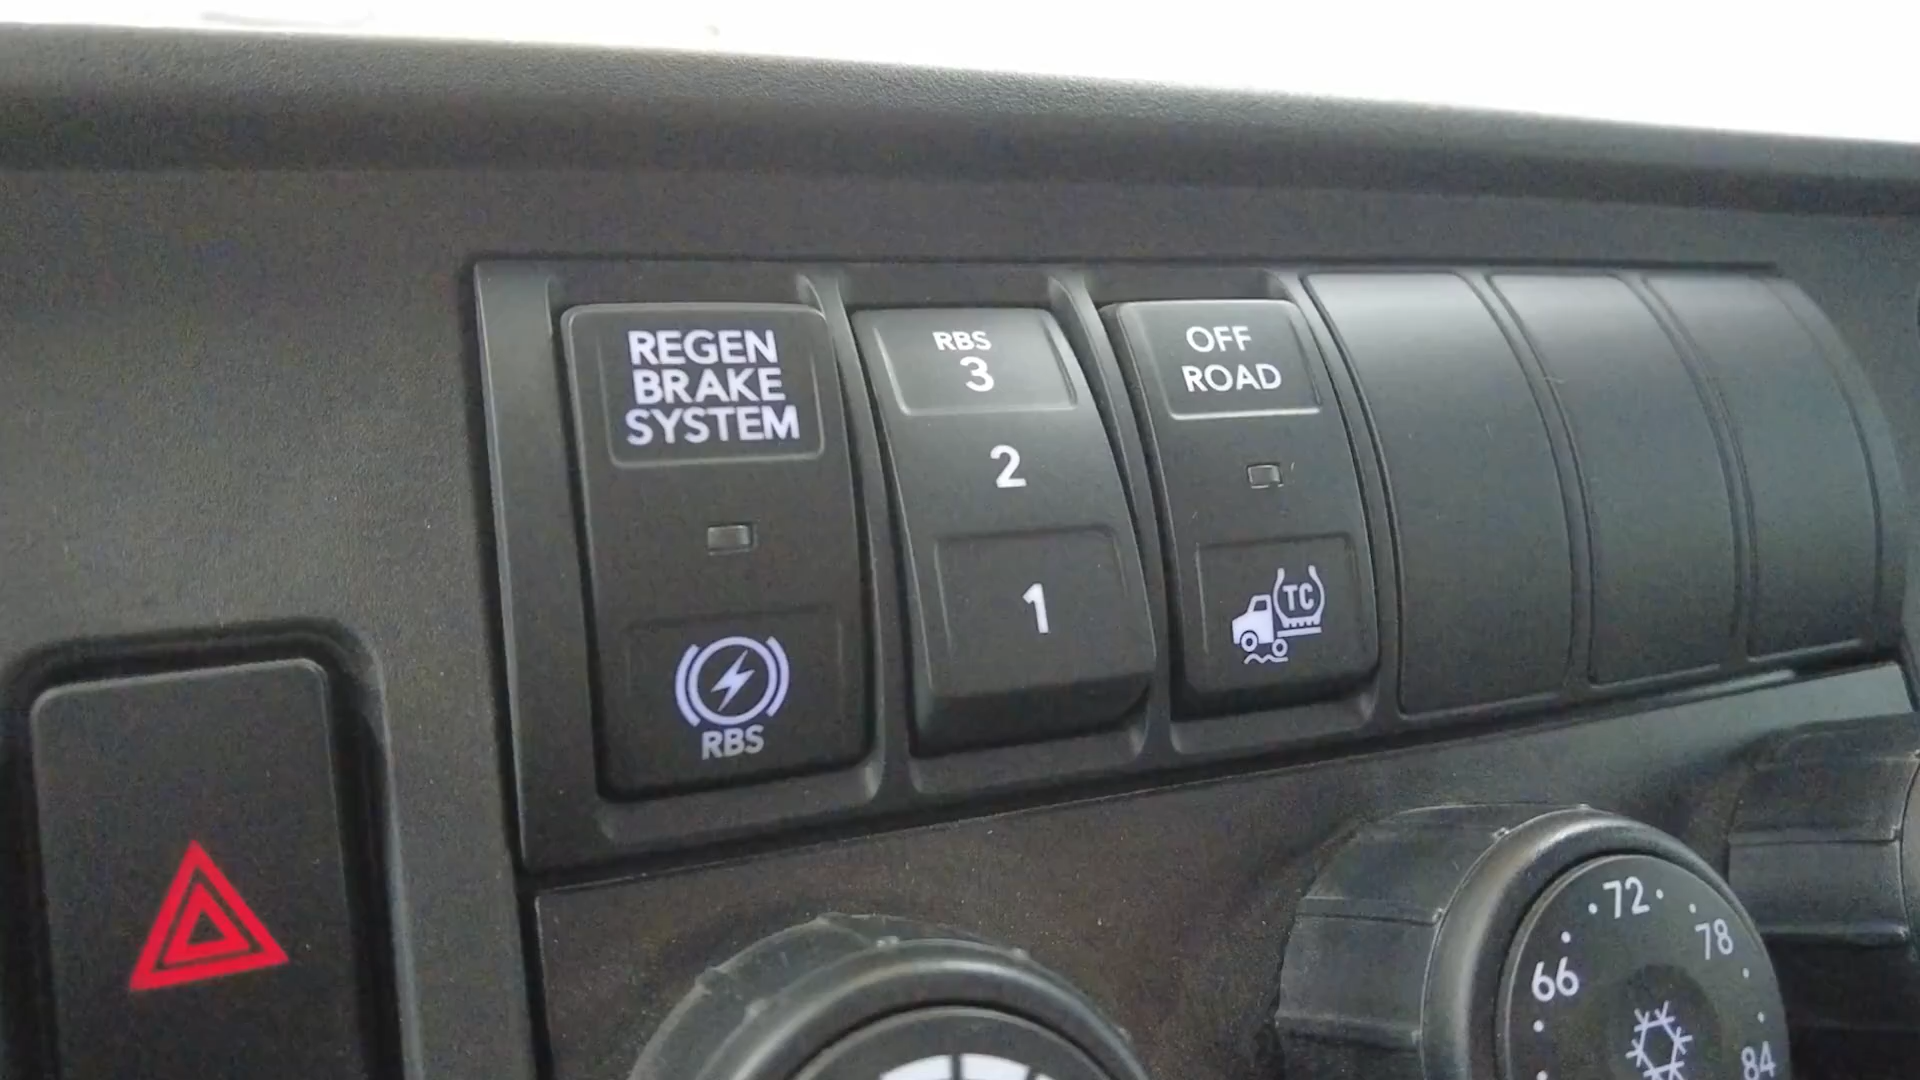 REGEN
BRAKE
SYSTEM
RBS
RBS
3
2
1
OFF
ROAD
TC
66
72
78
84